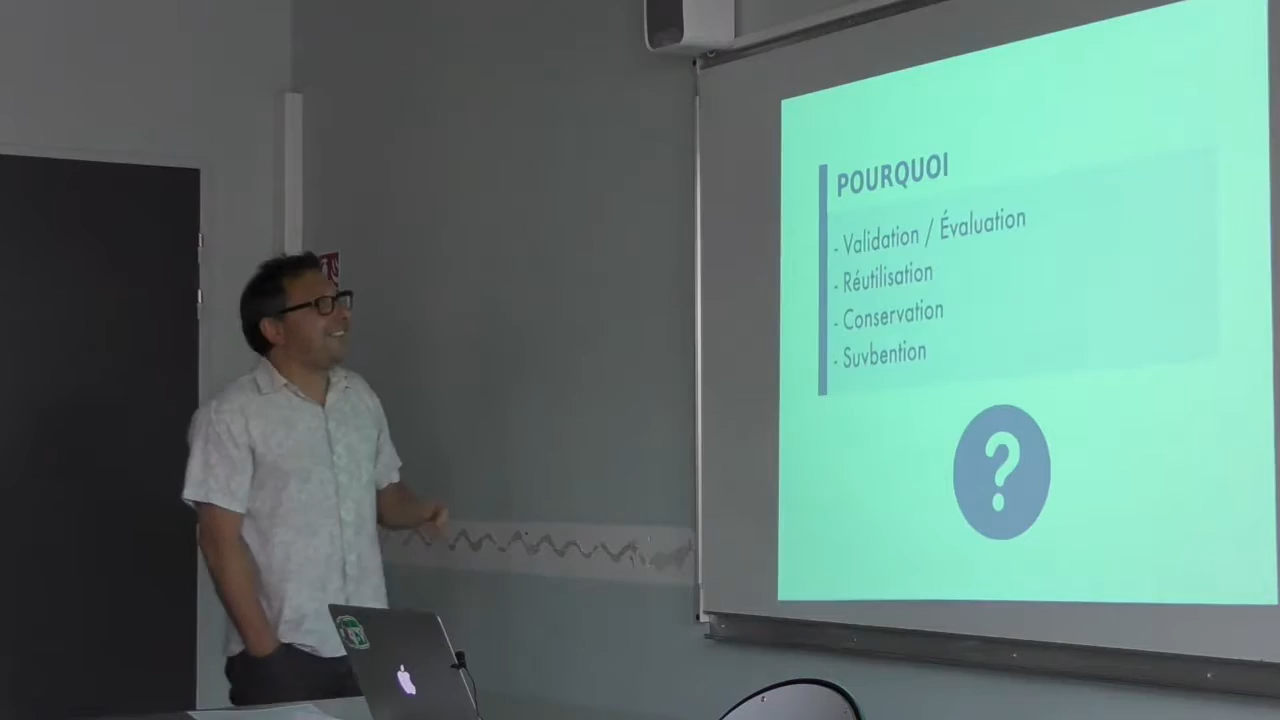 POURQUOI
- Validation / Évaluation
- Réutilisation
- Conservation
- Suvbention
?